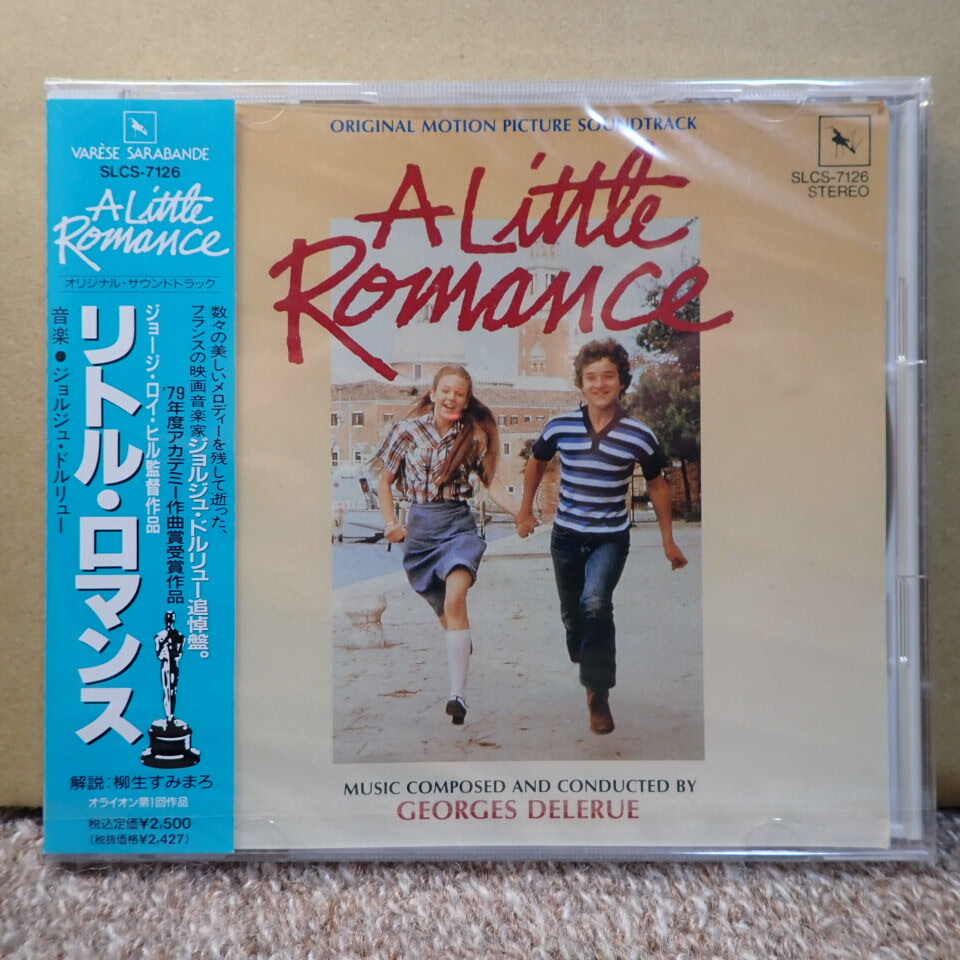 VARÈSE SARABANDE
SLCS-7126
A Little
Romance
オリジナル・サウンドトラック
数々の美しいメロディーを残して逝った、
フランスの映画音楽家ジョルジュ・ドルリュー追悼盤。
'79年度アカデミー作曲賞受賞作品
ジョージ・ロイ・ヒル監督作品
リトル・ロマンス
音楽●ジョルジュ・ドルリュー
解説:柳生すみまろ
オライオン第1回作品
税込定価¥2,500
(税抜価格¥2,427)
ORIGINAL MOTION PICTURE SOUNDTRACK
SLCS-7126
STEREO
A Little
Romance
MUSIC COMPOSED AND CONDUCTED BY
GEORGES DELERUE